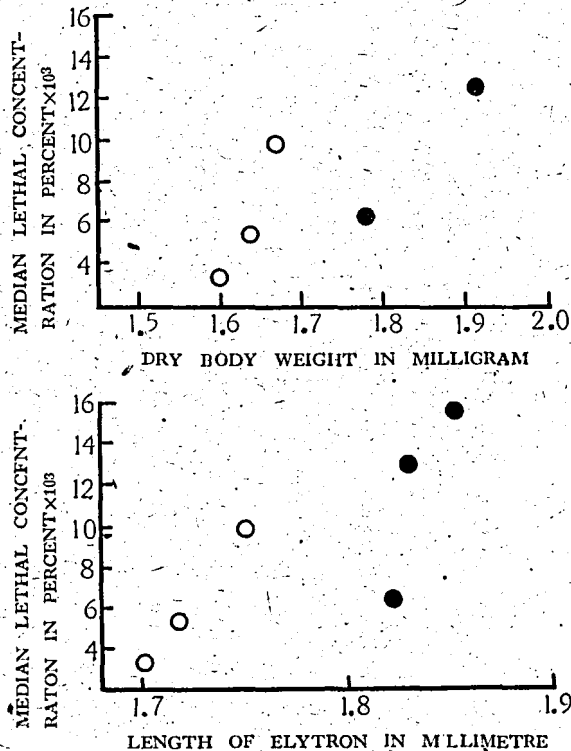 MEDIAN LETHAL CONCENT-
RATION IN PERCENT×10³
16
14
12
10
8
6
4
1.5 1.6 1.7 1.8 1.9 2.0
DRY BODY WEIGHT IN MILLIGRAM
MEDIAN LETHAL CONCFNT-
RATON IN PERCENT×10³
16
14
12
10
8
6
4
1.7 1.8 1.9
LENGTH OF ELYTRON IN MILLIMETRE